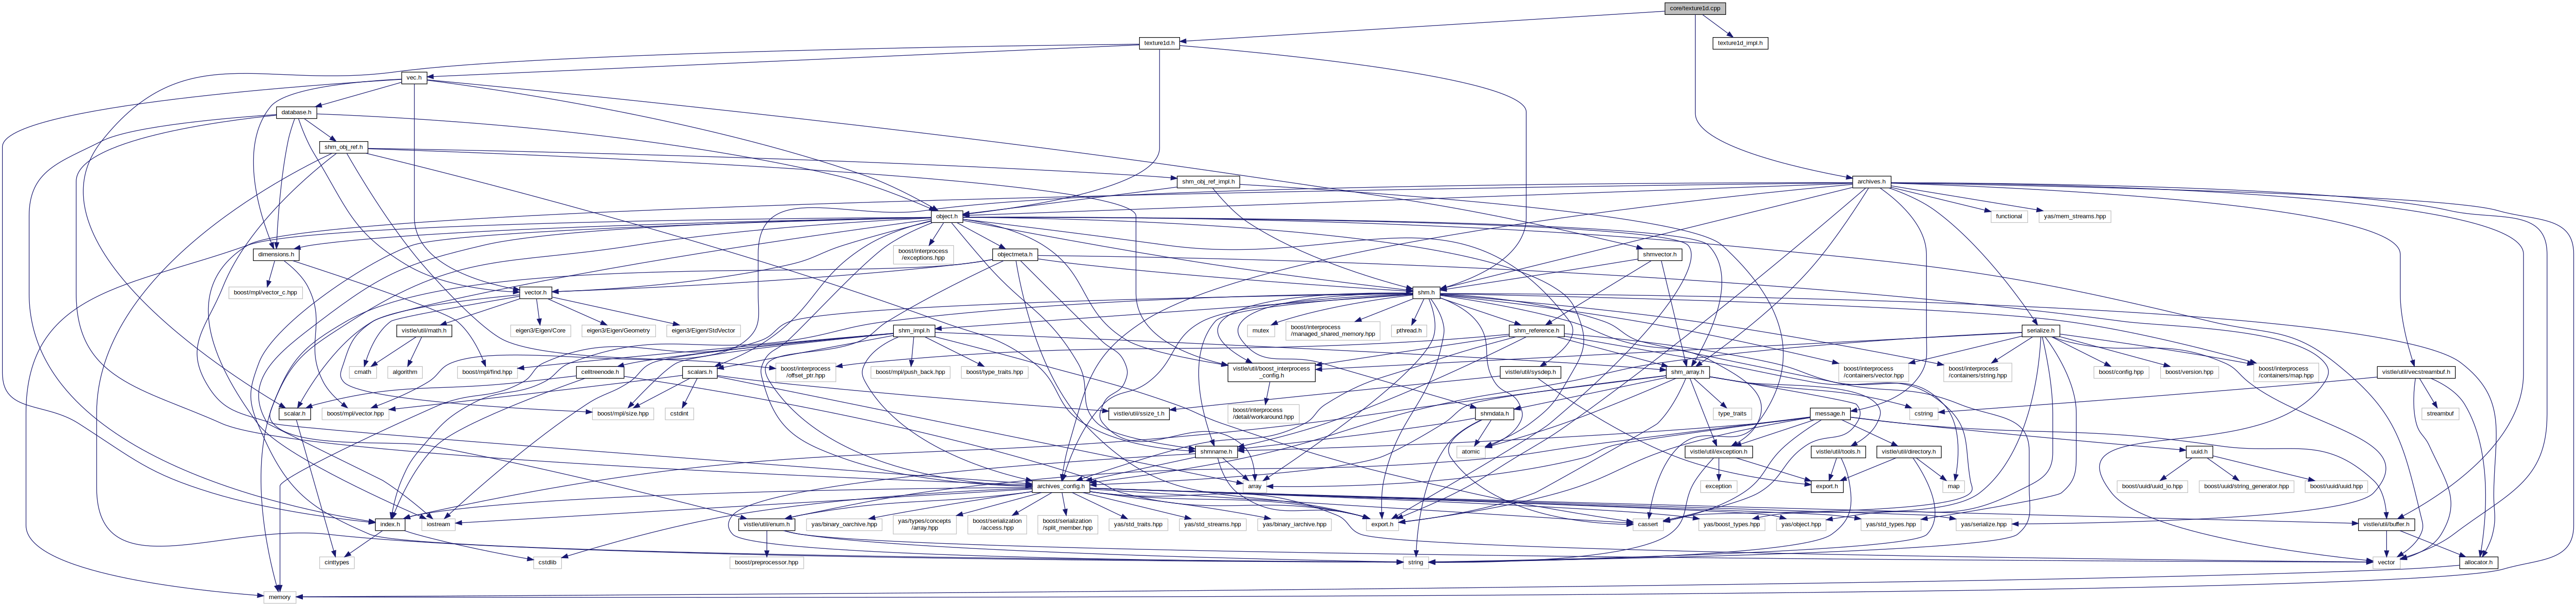 core/texture1d.cpp
texture1d.h
texture1d_impl.h
vec.h
database.h
shm_obj_ref.h
shm_obj_ref_impl.h
archives.h
object.h
functional
yas/mem_streams.hpp
dimensions.h
boost/interprocess
/exceptions.hpp
objectmeta.h
shmvector.h
boost/mpl/vector_c.hpp
vector.h
shm.h
vistle/util/math.h
eigen3/Eigen/Core
eigen3/Eigen/Geometry
eigen3/Eigen/StdVector
shm_impl.h
mutex
boost/interprocess
/managed_shared_memory.hpp
pthread.h
shm_reference.h
serialize.h
cmath
algorithm
boost/mpl/find.hpp
celltreenode.h
scalars.h
boost/interprocess
/offset_ptr.hpp
boost/mpl/push_back.hpp
boost/type_traits.hpp
vistle/util/boost_interprocess
_config.h
vistle/util/sysdep.h
shm_array.h
boost/interprocess
/containers/vector.hpp
boost/interprocess
/containers/string.hpp
boost/config.hpp
boost/version.hpp
boost/interprocess
/containers/map.hpp
vistle/util/vecstreambuf.h
scalar.h
boost/mpl/vector.hpp
boost/mpl/size.hpp
cstdint
vistle/util/ssize_t.h
boost/interprocess
/detail/workaround.hpp
shmdata.h
type_traits
message.h
cstring
streambuf
shmname.h
atomic
vistle/util/exception.h
vistle/util/tools.h
vistle/util/directory.h
uuid.h
archives_config.h
array
exception
export.h
map
boost/uuid/uuid_io.hpp
boost/uuid/string_generator.hpp
boost/uuid/uuid.hpp
index.h
iostream
vistle/util/enum.h
yas/binary_oarchive.hpp
yas/types/concepts
/array.hpp
boost/serialization
/access.hpp
boost/serialization
/split_member.hpp
yas/std_traits.hpp
yas/std_streams.hpp
yas/binary_iarchive.hpp
export.h
cassert
yas/boost_types.hpp
yas/object.hpp
yas/std_types.hpp
yas/serialize.hpp
vistle/util/buffer.h
cinttypes
cstdlib
boost/preprocessor.hpp
string
vector
allocator.h
memory